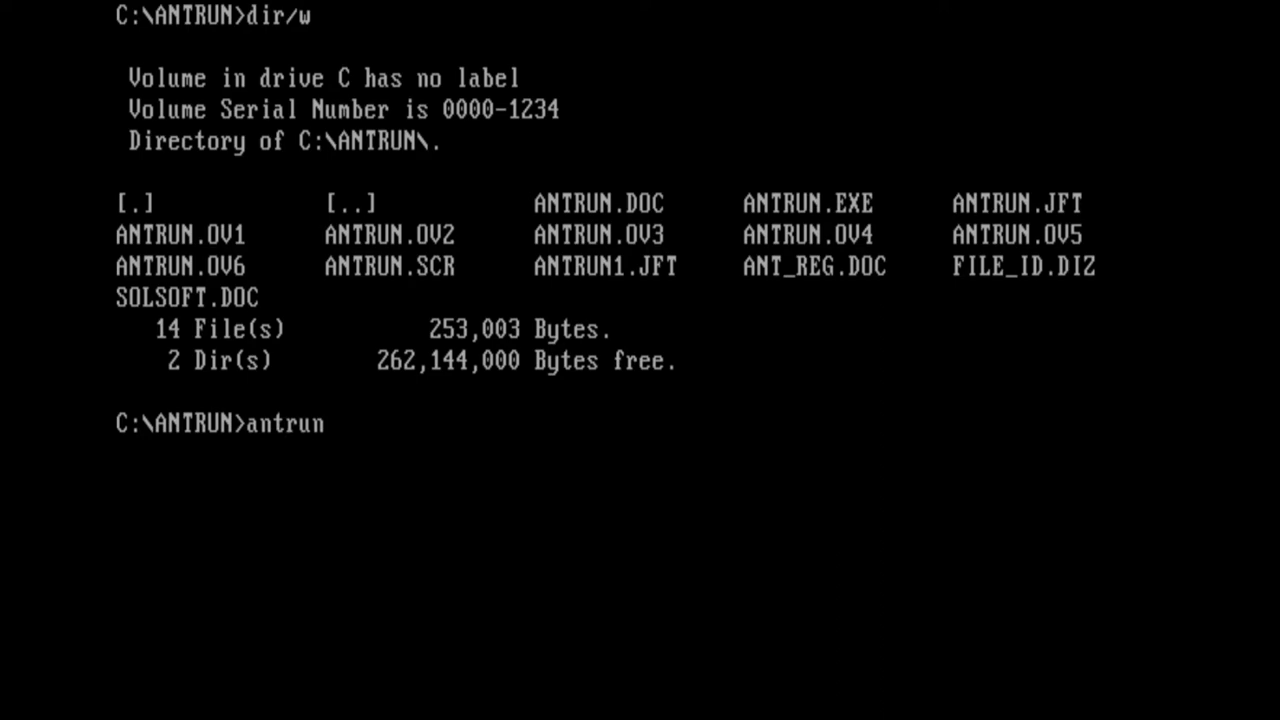 C:\ANTRUN>dir/w
Volume in drive C has no label
Volume Serial Number is 0000-1234
Directory of C:\ANTRUN\.
[.] [..] ANTRUN.DOC ANTRUN.EXE ANTRUN.JFT
ANTRUN.OV1 ANTRUN.OV2 ANTRUN.OV3 ANTRUN.OV4 ANTRUN.OV5
ANTRUN.OV6 ANTRUN.SCR ANTRUN1.JFT ANT_REG.DOC FILE_ID.DIZ
SOLSOFT.DOC
14 File(s) 253,003 Bytes.
2 Dir(s) 262,144,000 Bytes free.
C:\ANTRUN>antrun